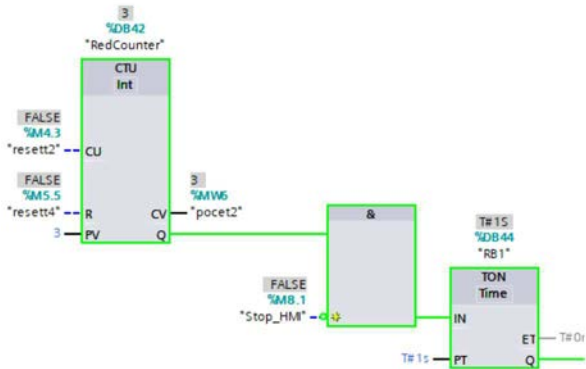 3
%DB42
"RedCounter"
CTU
Int
FALSE
%M4.3
"resett2"
CU
FALSE
%M5.5
"resett4"
R
3
%MW6
CV
"pocet2"
3
PV
Q
&
FALSE
%M8.1
"Stop_HMI"
T#1S
%DB44
"RB1"
TON
Time
IN
ET
T#1s
PT
Q